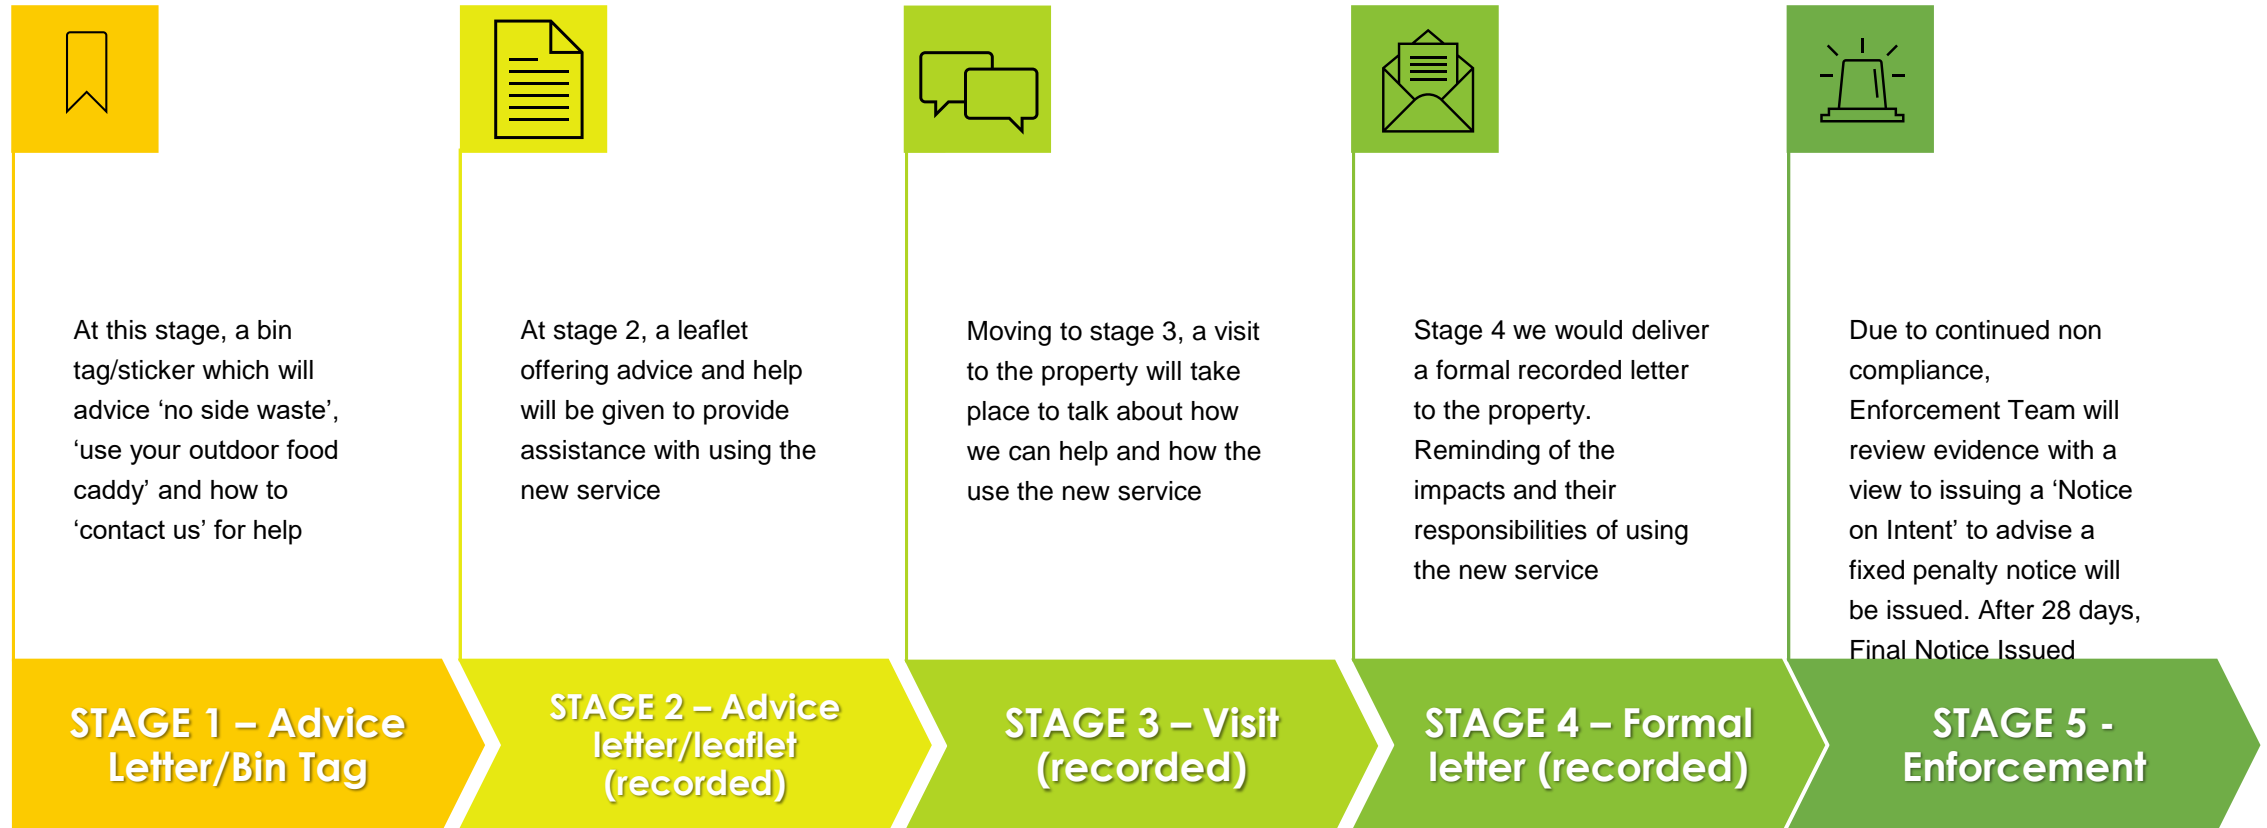 At this stage, a bin
tag/sticker which will
advice ‘no side waste’,
‘use your outdoor food
caddy’ and how to
‘contact us’ for help
STAGE 1 – Advice
Letter/Bin Tag
At stage 2, a leaflet
offering advice and help
will be given to provide
assistance with using the
new service
STAGE 2 – Advice
letter/leaflet
(recorded)
Moving to stage 3, a visit
to the property will take
place to talk about how
we can help and how the
use the new service
STAGE 3 – Visit
(recorded)
Stage 4 we would deliver
a formal recorded letter
to the property.
Reminding of the
impacts and their
responsibilities of using
the new service
STAGE 4 – Formal
letter (recorded)
Due to continued non
compliance,
Enforcement Team will
review evidence with a
view to issuing a ‘Notice
on Intent’ to advise a
fixed penalty notice will
be issued. After 28 days,
Final Notice Issued
STAGE 5 -
Enforcement